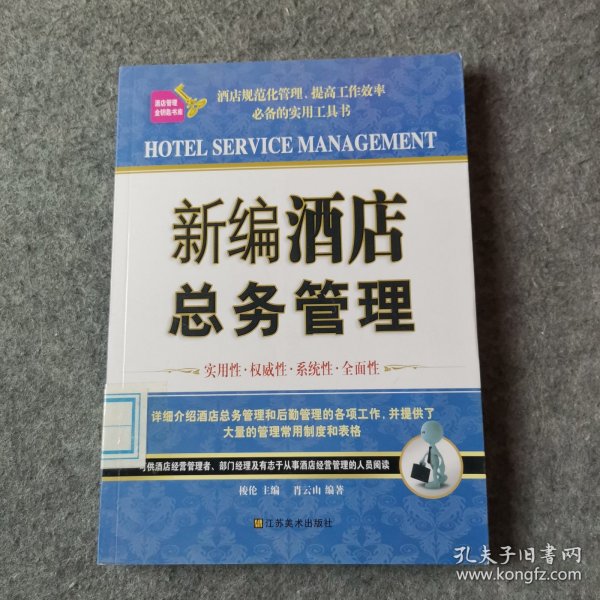 酒店管理
金钥匙书库
酒店规范化管理、提高工作效率
必备的实用工具书
HOTEL SERVICE MANAGEMENT
新编酒店
总务管理
实用性·权威性·系统性·全面性
详细介绍酒店总务管理和后勤管理的各项工作,并提供了
大量的管理常用制度和表格
可供酒店经营管理者、部门经理及有志于从事酒店经营管理的人员阅读
梭伦 主编 肖云山 编著
江苏美术出版社
孔夫子旧书网
www.kongfz.com